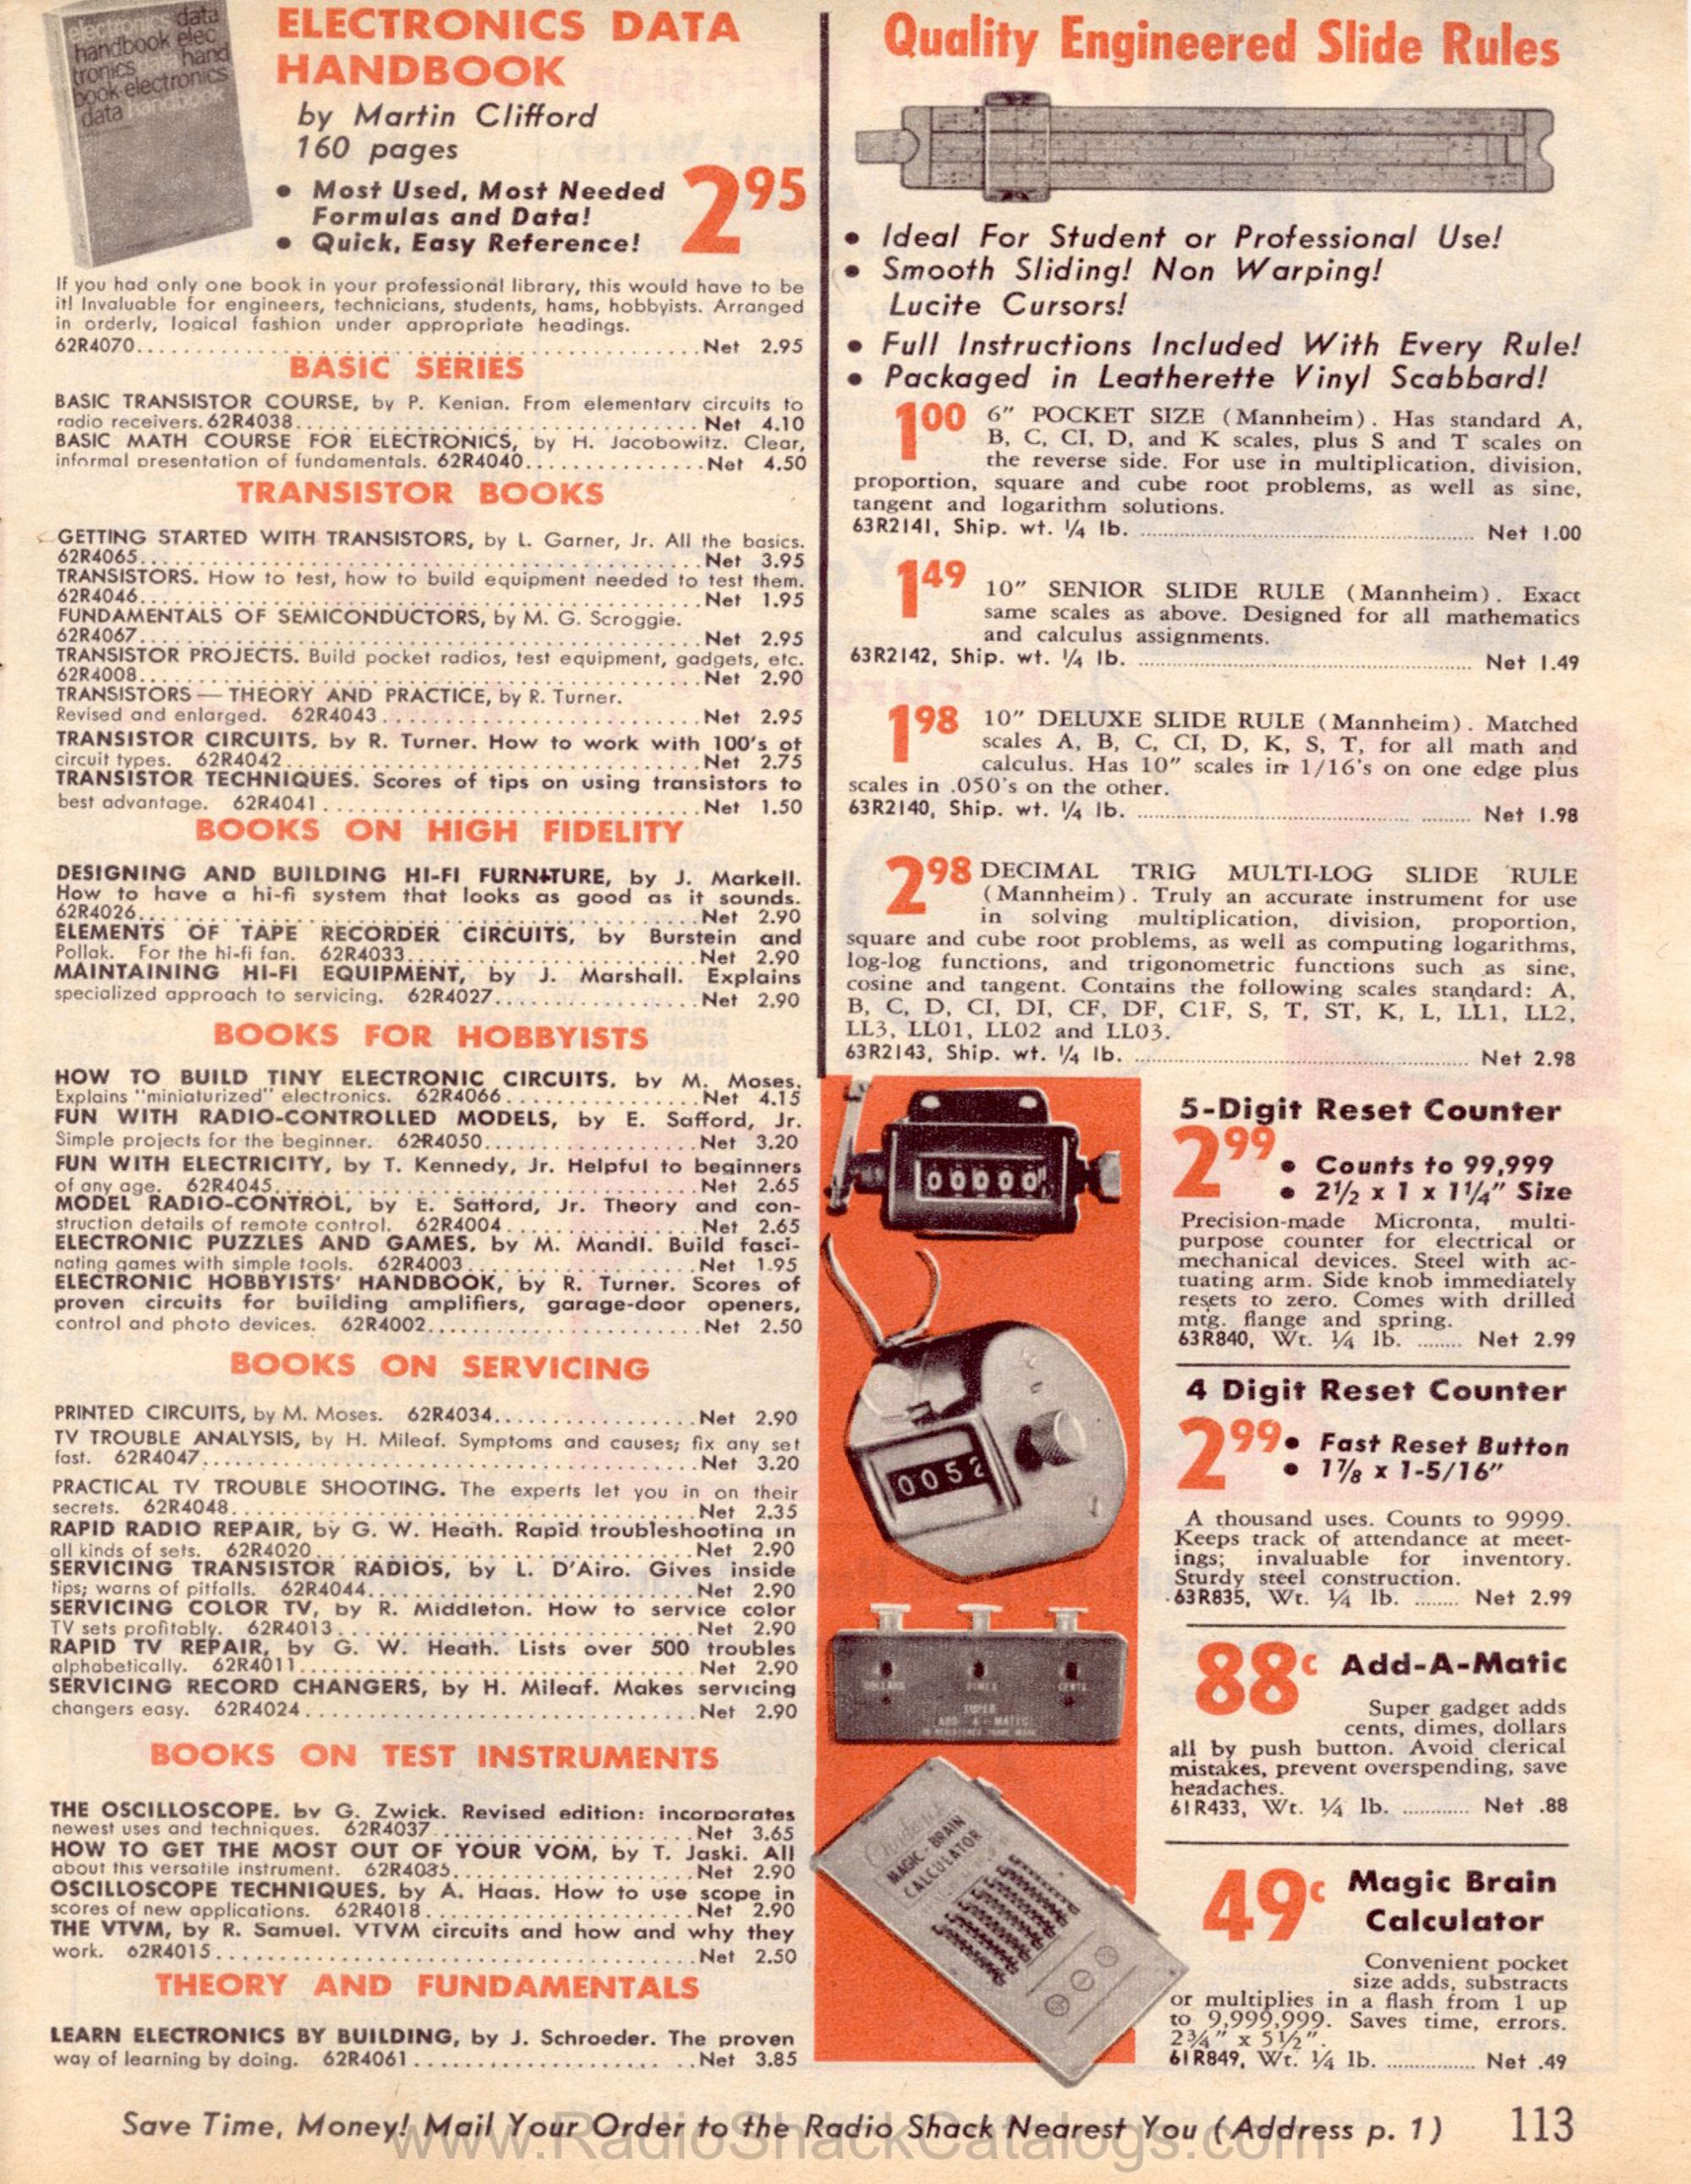 electronics data
handbook elec
tronics hand
book electronics
data handbook
ELECTRONICS DATA
HANDBOOK
by Martin Clifford
160 pages
• Most Used, Most Needed
Formulas and Data!
• Quick, Easy Reference!
2 95
If you had only one book in your professional library, this would have to be
it! Invaluable for engineers, technicians, students, hams, hobbyists. Arranged
in orderly, logical fashion under appropriate headings.
62R4070.......... Net 2.95
BASIC SERIES
BASIC TRANSISTOR COURSE, by P. Kenian. From elementary circuits to
radio receivers. 62R4038.......... Net 4.10
BASIC MATH COURSE FOR ELECTRONICS, by H. Jacobowitz. Clear,
informal presentation of fundamentals. 62R4040.......... Net 4.50
TRANSISTOR BOOKS
GETTING STARTED WITH TRANSISTORS, by L. Garner, Jr. All the basics.
62R4065.......... Net 3.95
TRANSISTORS. How to test, how to build equipment needed to test them.
62R4046.......... Net 1.95
FUNDAMENTALS OF SEMICONDUCTORS, by M. G. Scroggie.
62R4067.......... Net 2.95
TRANSISTOR PROJECTS. Build pocket radios, test equipment, gadgets, etc.
62R4008.......... Net 2.90
TRANSISTORS — THEORY AND PRACTICE, by R. Turner.
Revised and enlarged. 62R4043.......... Net 2.95
TRANSISTOR CIRCUITS, by R. Turner. How to work with 100's of
circuit types. 62R4042.......... Net 2.75
TRANSISTOR TECHNIQUES. Scores of tips on using transistors to
best advantage. 62R4041.......... Net 1.50
BOOKS ON HIGH FIDELITY
DESIGNING AND BUILDING HI-FI FURNITURE, by J. Markell.
How to have a hi-fi system that looks as good as it sounds.
62R4026.......... Net 2.90
ELEMENTS OF TAPE RECORDER CIRCUITS, by Burstein and
Pollak. For the hi-fi fan. 62R4033.......... Net 2.90
MAINTAINING HI-FI EQUIPMENT, by J. Marshall. Explains
specialized approach to servicing. 62R4027.......... Net 2.90
BOOKS FOR HOBBYISTS
HOW TO BUILD TINY ELECTRONIC CIRCUITS, by M. Moses.
Explains "miniaturized" electronics. 62R4066.......... Net 4.15
FUN WITH RADIO-CONTROLLED MODELS, by E. Safford, Jr.
Simple projects for the beginner. 62R4050.......... Net 3.20
FUN WITH ELECTRICITY, by T. Kennedy, Jr. Helpful to beginners
of any age. 62R4045.......... Net 2.65
MODEL RADIO-CONTROL, by E. Safford, Jr. Theory and con-
struction details of remote control. 62R4004.......... Net 2.65
ELECTRONIC PUZZLES AND GAMES, by M. Mandl. Build fasci-
nating games with simple tools. 62R4003.......... Net 1.95
ELECTRONIC HOBBYISTS' HANDBOOK, by R. Turner. Scores of
proven circuits for building amplifiers, garage-door openers,
control and photo devices. 62R4002.......... Net 2.50
BOOKS ON SERVICING
PRINTED CIRCUITS, by M. Moses. 62R4034.......... Net 2.90
TV TROUBLE ANALYSIS, by H. Mileaf. Symptoms and causes; fix any set
fast. 62R4047.......... Net 3.20
PRACTICAL TV TROUBLE SHOOTING. The experts let you in on their
secrets. 62R4048.......... Net 2.35
RAPID RADIO REPAIR, by G. W. Heath. Rapid troubleshooting in
all kinds of sets. 62R4020.......... Net 2.90
SERVICING TRANSISTOR RADIOS, by L. D'Airo. Gives inside
tips; warns of pitfalls. 62R4044.......... Net 2.90
SERVICING COLOR TV, by R. Middleton. How to service color
TV sets profitably. 62R4013.......... Net 2.90
RAPID TV REPAIR, by G. W. Heath. Lists over 500 troubles
alphabetically. 62R4011.......... Net 2.90
SERVICING RECORD CHANGERS, by H. Mileaf. Makes servicing
changers easy. 62R4024.......... Net 2.90
BOOKS ON TEST INSTRUMENTS
THE OSCILLOSCOPE, by G. Zwick. Revised edition: incorporates
newest uses and techniques. 62R4037.......... Net 3.65
HOW TO GET THE MOST OUT OF YOUR VOM, by T. Jaski. All
about this versatile instrument. 62R4035.......... Net 2.90
OSCILLOSCOPE TECHNIQUES, by A. Haas. How to use scope in
scores of new applications. 62R4018.......... Net 2.90
THE VTVM, by R. Samuel. VTVM circuits and how and why they
work. 62R4015.......... Net 2.50
THEORY AND FUNDAMENTALS
LEARN ELECTRONICS BY BUILDING, by J. Schroeder. The proven
way of learning by doing. 62R4061.......... Net 3.85
Quality Engineered Slide Rules
• Ideal For Student or Professional Use!
• Smooth Sliding! Non Warping!
Lucite Cursors!
• Full Instructions Included With Every Rule!
• Packaged in Leatherette Vinyl Scabbard!
1 00 6" POCKET SIZE (Mannheim). Has standard A,
B, C, CI, D, and K scales, plus S and T scales on
the reverse side. For use in multiplication, division,
proportion, square and cube root problems, as well as sine,
tangent and logarithm solutions.
63R2141, Ship. wt. ¼ lb. .......... Net 1.00
1 49 10" SENIOR SLIDE RULE (Mannheim). Exact
same scales as above. Designed for all mathematics
and calculus assignments.
63R2142, Ship. wt. ¼ lb. .......... Net 1.49
1 98 10" DELUXE SLIDE RULE (Mannheim). Matched
scales A, B, C, CI, D, K, S, T, for all math and
calculus. Has 10" scales in 1/16's on one edge plus
scales in .050's on the other.
63R2140, Ship. wt. ¼ lb. .......... Net 1.98
2 98 DECIMAL TRIG MULTI-LOG SLIDE RULE
(Mannheim). Truly an accurate instrument for use
in solving multiplication, division, proportion,
square and cube root problems, as well as computing logarithms,
log-log functions, and trigonometric functions such as sine,
cosine and tangent. Contains the following scales standard: A,
B, C, D, CI, DI, CF, DF, C1F, S, T, ST, K, L, LL1, LL2,
LL3, LL01, LL02 and LL03.
63R2143, Ship. wt. ¼ lb. .......... Net 2.98
00000
5-Digit Reset Counter
2 99
• Counts to 99,999
• 2½ x 1 x 1¼" Size
Precision-made Micronta, multi-
purpose counter for electrical or
mechanical devices. Steel with ac-
tuating arm. Side knob immediately
resets to zero. Comes with drilled
mtg. flange and spring.
63R840, Wt. ¼ lb. ........ Net 2.99
0052
4 Digit Reset Counter
2 99
• Fast Reset Button
• 1⅞ x 1-5/16"
A thousand uses. Counts to 9999.
Keeps track of attendance at meet-
ings; invaluable for inventory.
Sturdy steel construction.
63R835, Wt. ¼ lb. ........ Net 2.99
DOLLARS DIMES CENTS
SUPER
ADD-A-MATIC
88c Add-A-Matic
Super gadget adds
cents, dimes, dollars
all by push button. Avoid clerical
mistakes, prevent overspending, save
headaches.
61R433, Wt. ¼ lb. ............ Net .88
MAGIC-BRAIN
CALCULATOR
49c Magic Brain
Calculator
Convenient pocket
size adds, substracts
or multiplies in a flash from 1 up
to 9,999,999. Saves time, errors.
2¾" x 5½".
61R849, Wt. ¼ lb. ................ Net .49
Save Time, Money! Mail Your Order to the Radio Shack Nearest You (Address p. 1) 113
www.RadioShackCatalogs.com